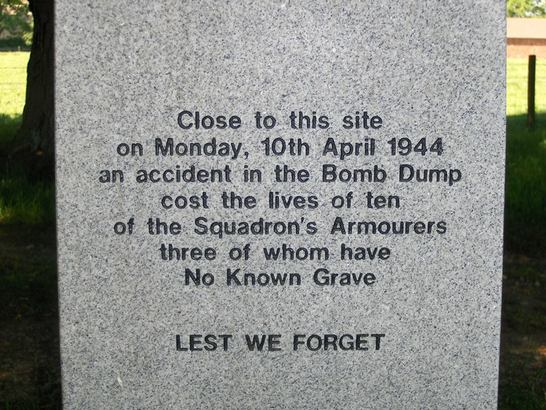 Close to this site
on Monday, 10th April 1944
an accident in the Bomb Dump
cost the lives of ten
of the Squadron's Armourers
three of whom have
No Known Grave
LEST WE FORGET